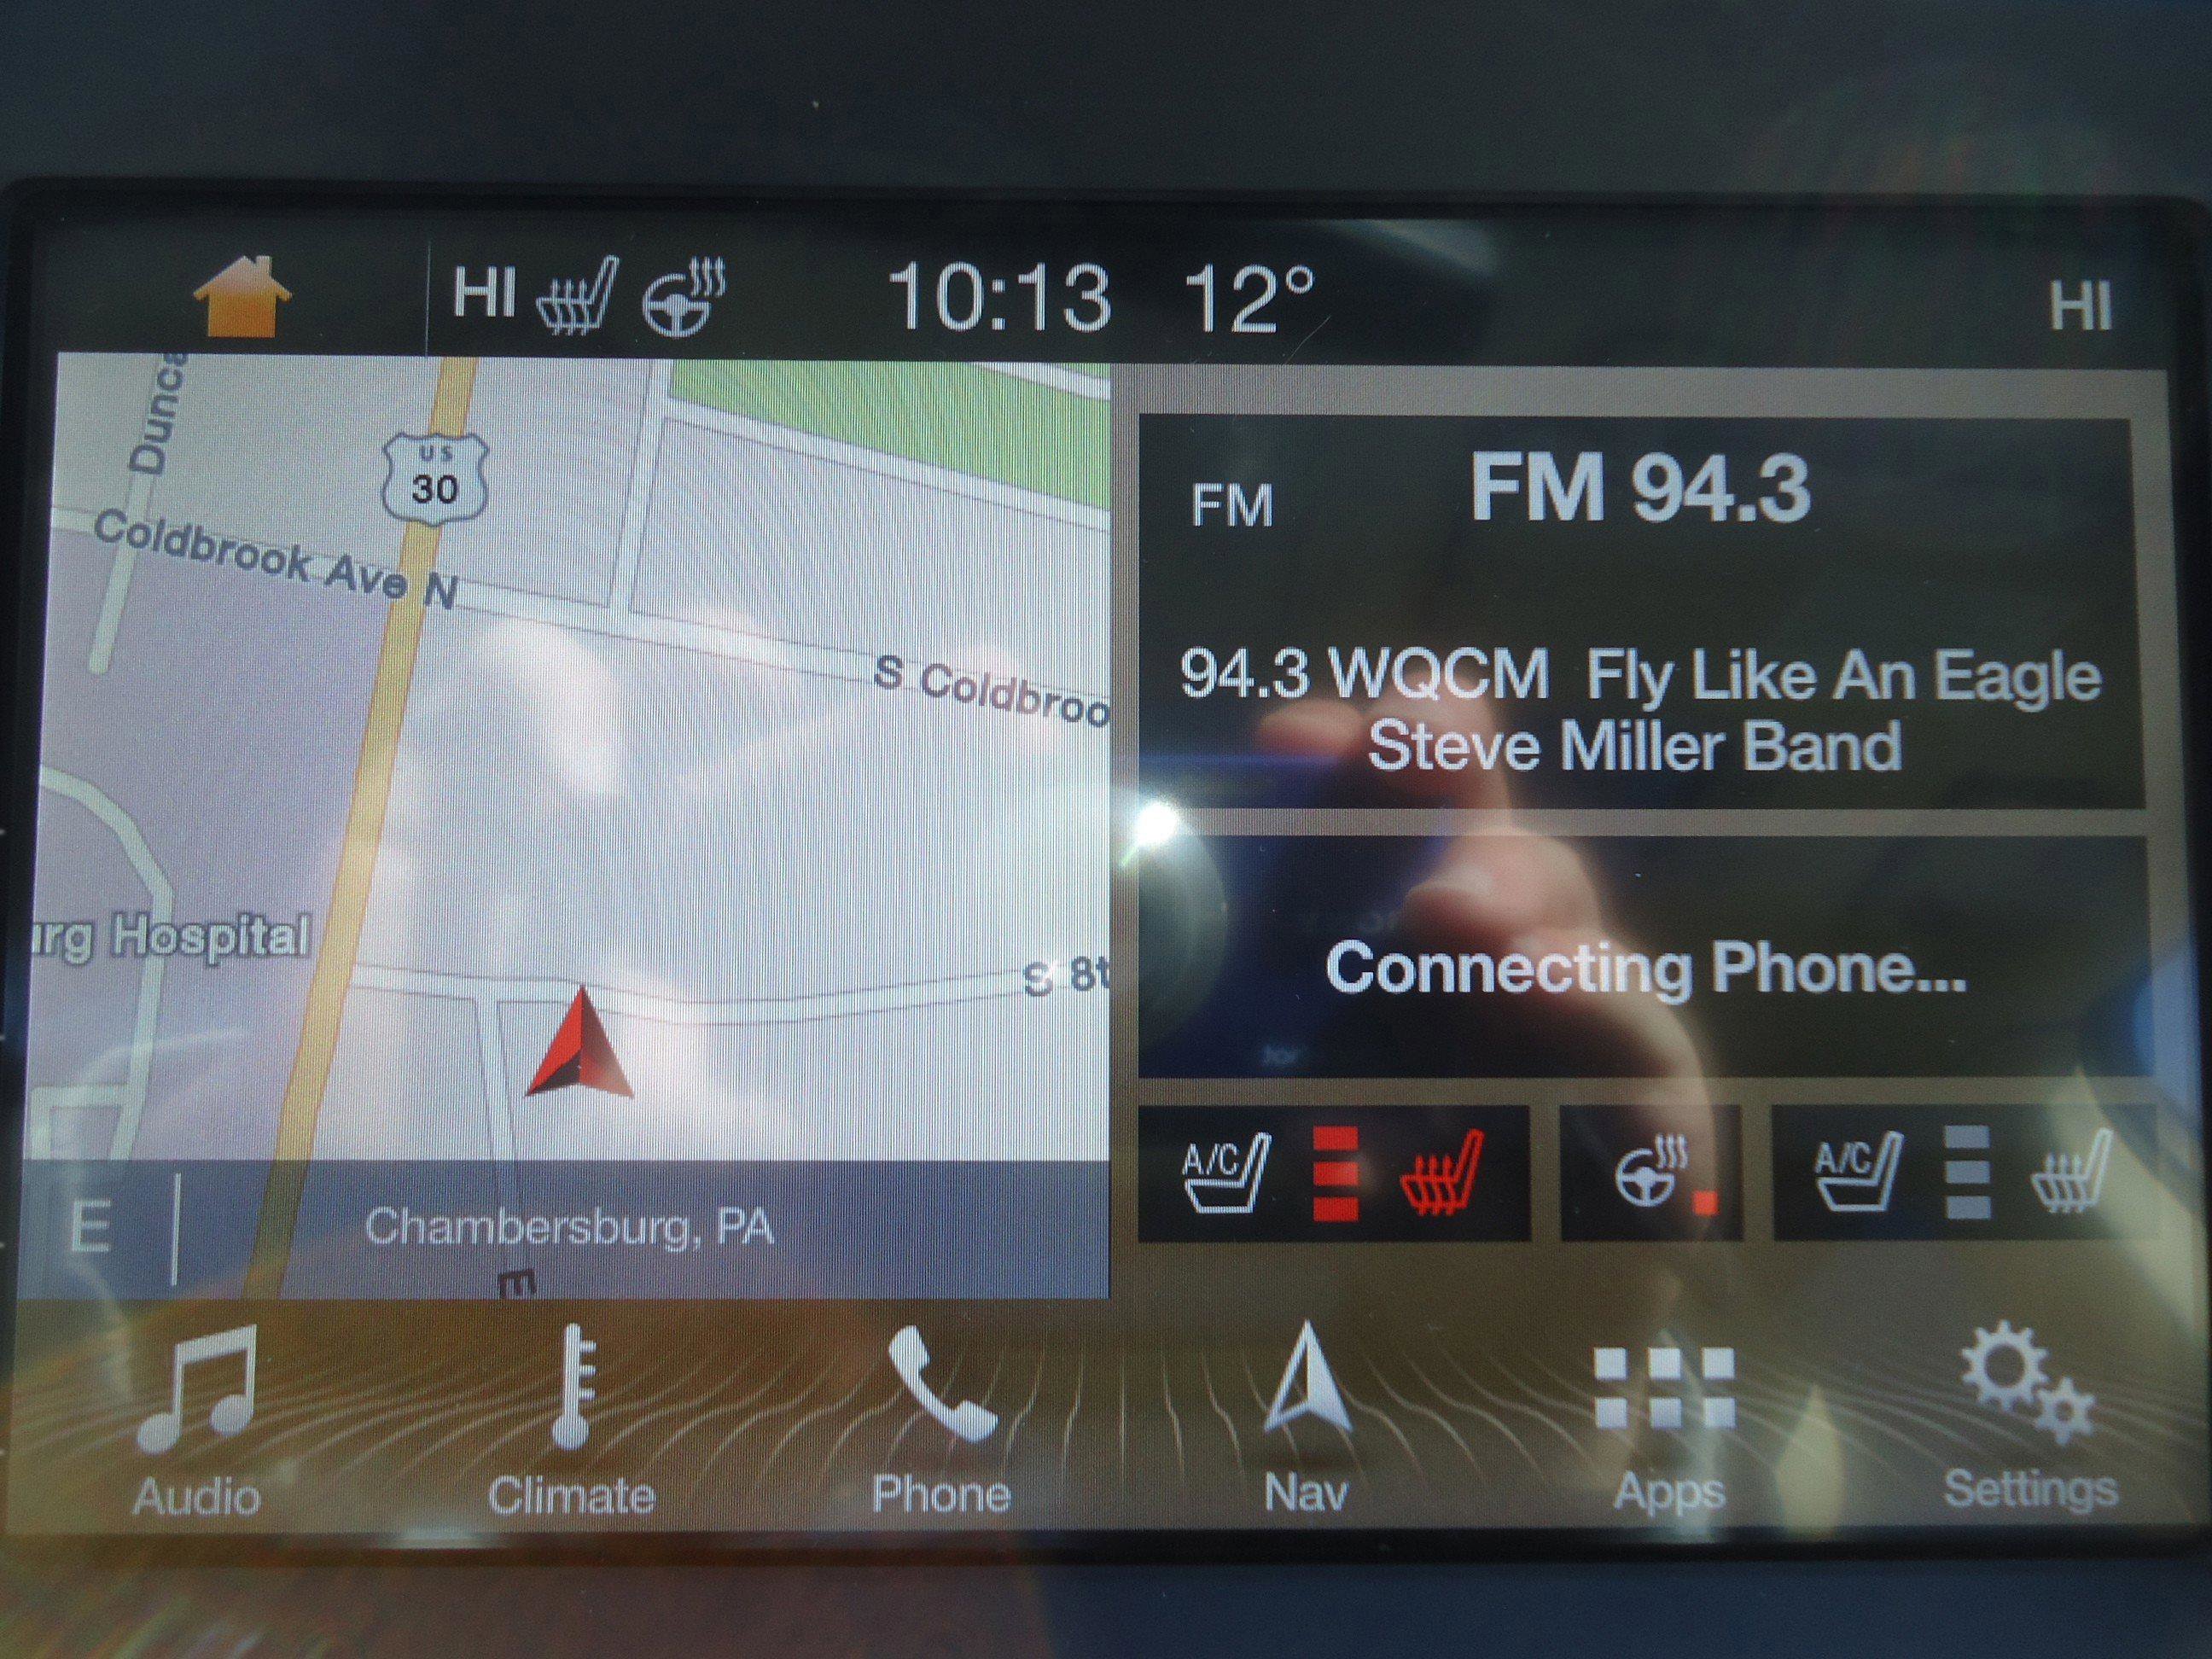 HI
10:13 12°
HI
Dunca
US
30
Coldbrook Ave N
S Coldbroo
urg Hospital
S 8t
E
Chambersburg, PA
E
FM
FM 94.3
94.3 WQCM Fly Like An Eagle
Steve Miller Band
Connecting Phone...
A/C
A/C
Audio
Climate
Phone
Nav
Apps
Settings